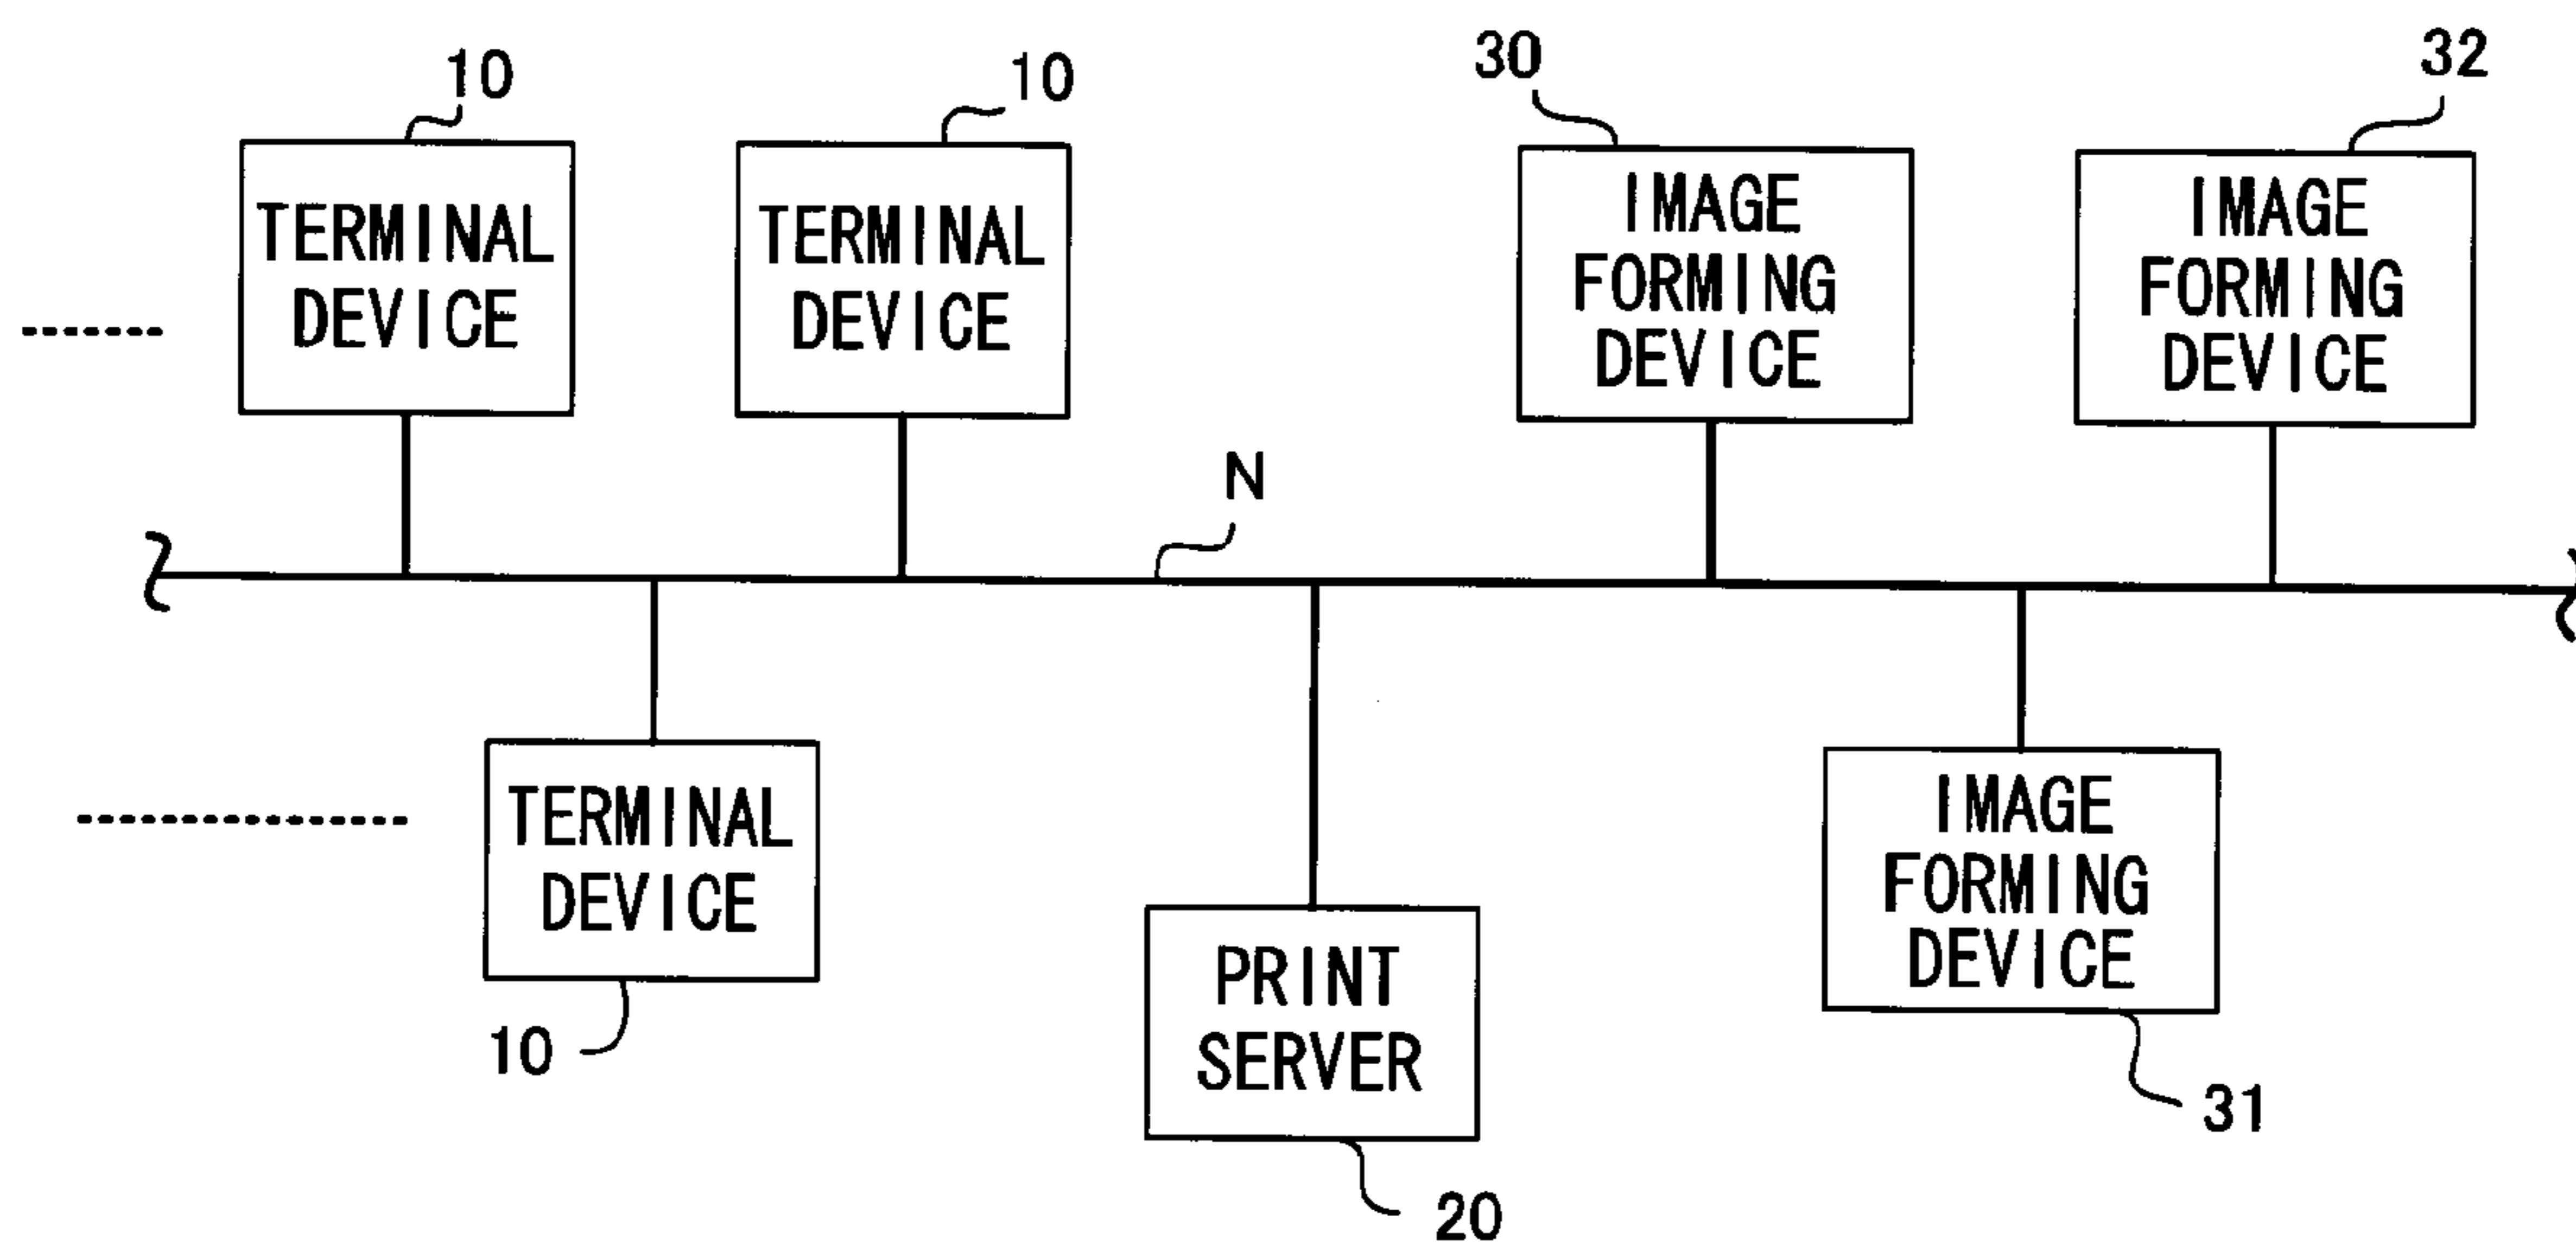 10
10
30
32
TERMINAL
DEVICE
TERMINAL
DEVICE
IMAGE
FORMING
DEVICE
IMAGE
FORMING
DEVICE
N
TERMINAL
DEVICE
10
PRINT
SERVER
20
IMAGE
FORMING
DEVICE
31